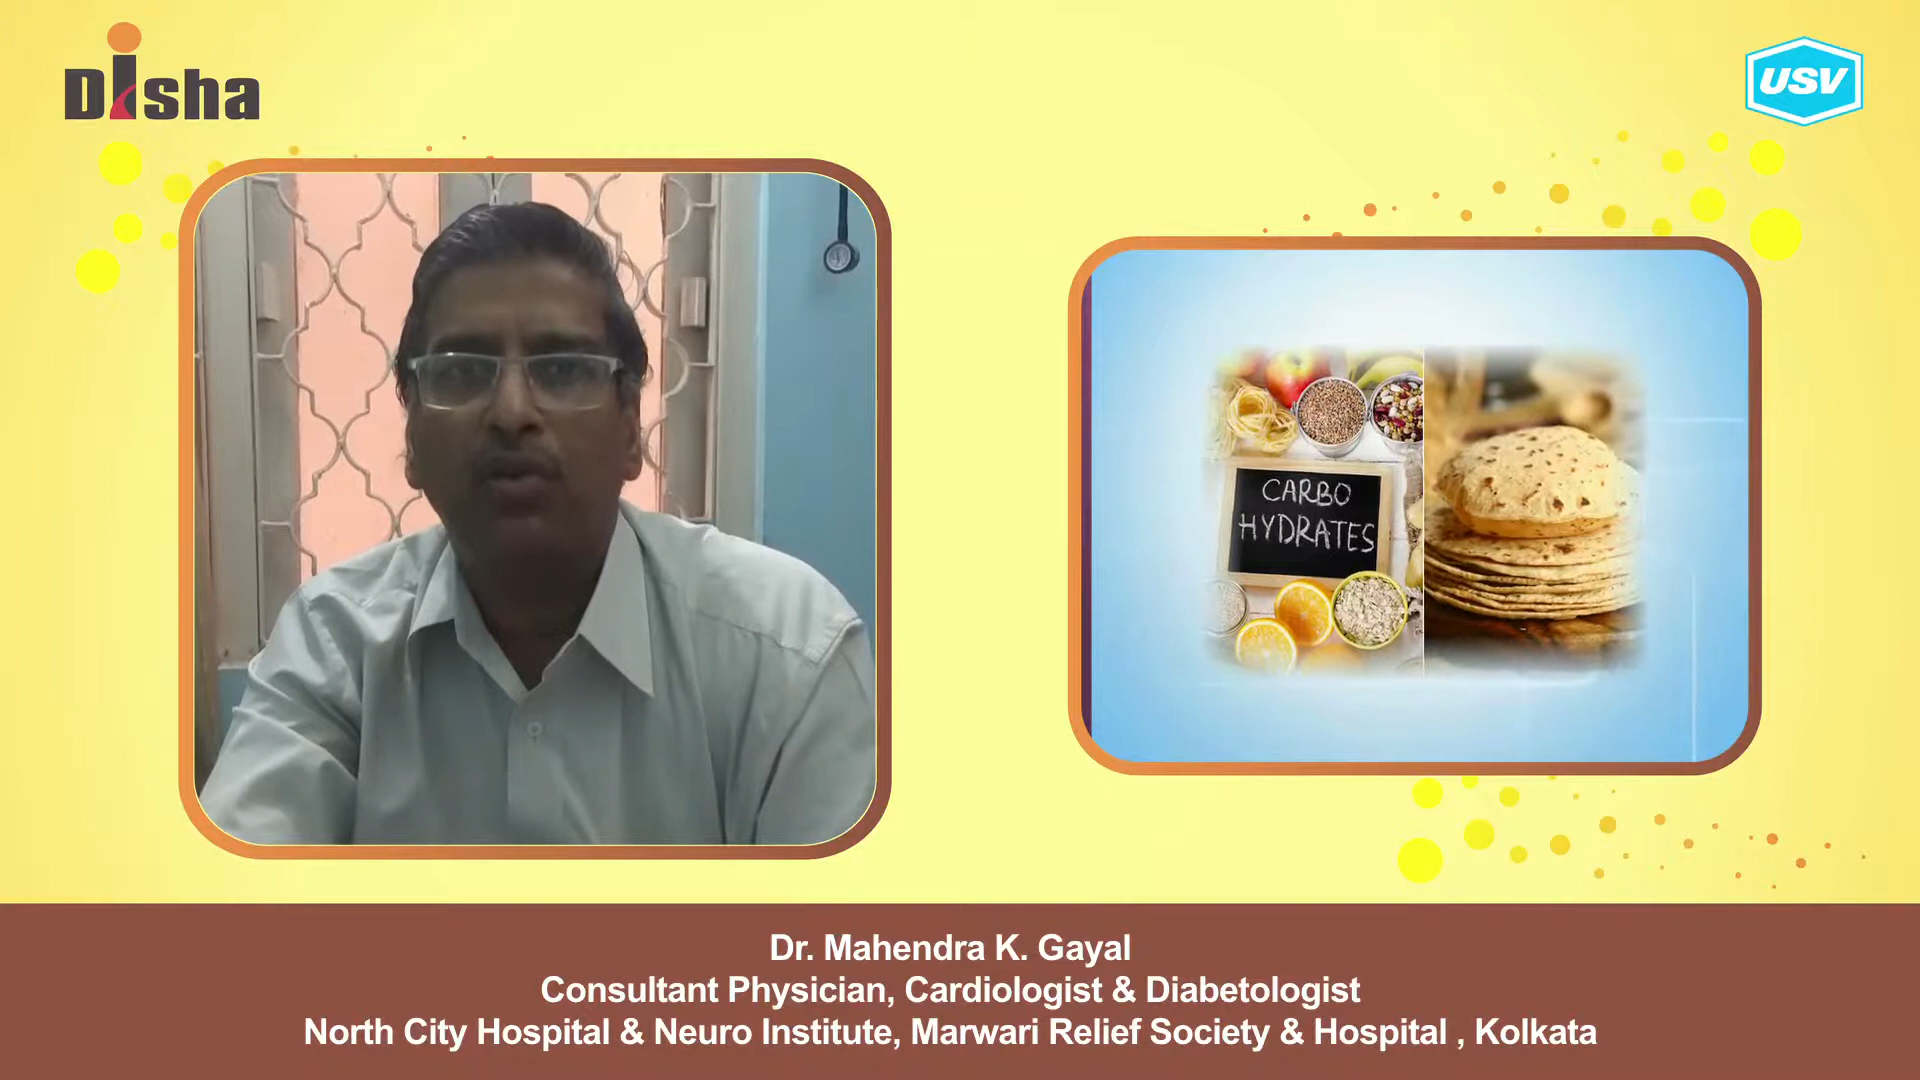 Disha
USV
CARBO
HYDRATES
Dr. Mahendra K. Gayal
Consultant Physician, Cardiologist & Diabetologist
North City Hospital & Neuro Institute, Marwari Relief Society & Hospital , Kolkata